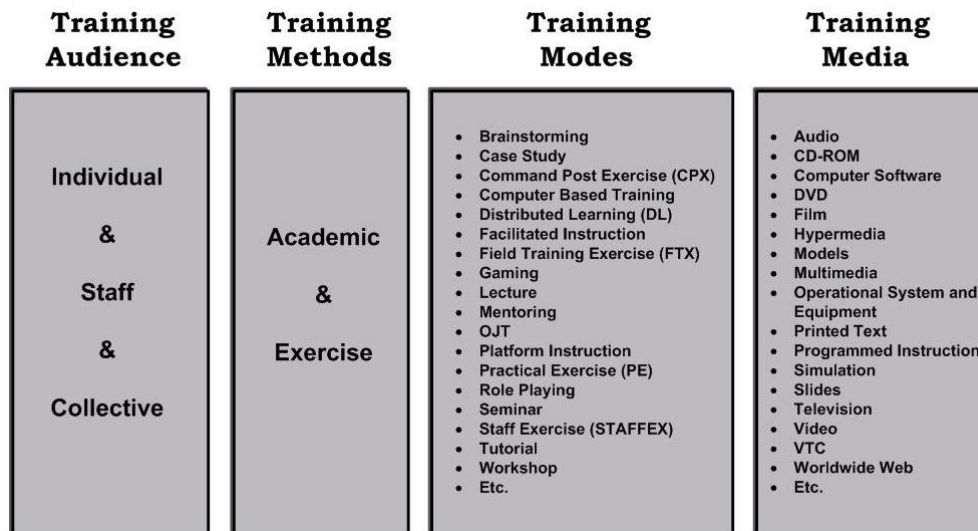 Training
Audience
Individual
&
Staff
&
Collective
Training
Methods
Academic
&
Exercise
Training
Modes
• Brainstorming
• Case Study
• Command Post Exercise (CPX)
• Computer Based Training
• Distributed Learning (DL)
• Facilitated Instruction
• Field Training Exercise (FTX)
• Gaming
• Lecture
• Mentoring
• OJT
• Platform Instruction
• Practical Exercise (PE)
• Role Playing
• Seminar
• Staff Exercise (STAFFEX)
• Tutorial
• Workshop
• Etc.
Training
Media
• Audio
• CD-ROM
• Computer Software
• DVD
• Film
• Hypermedia
• Models
• Multimedia
• Operational System and
Equipment
• Printed Text
• Programmed Instruction
• Simulation
• Slides
• Television
• Video
• VTC
• Worldwide Web
• Etc.